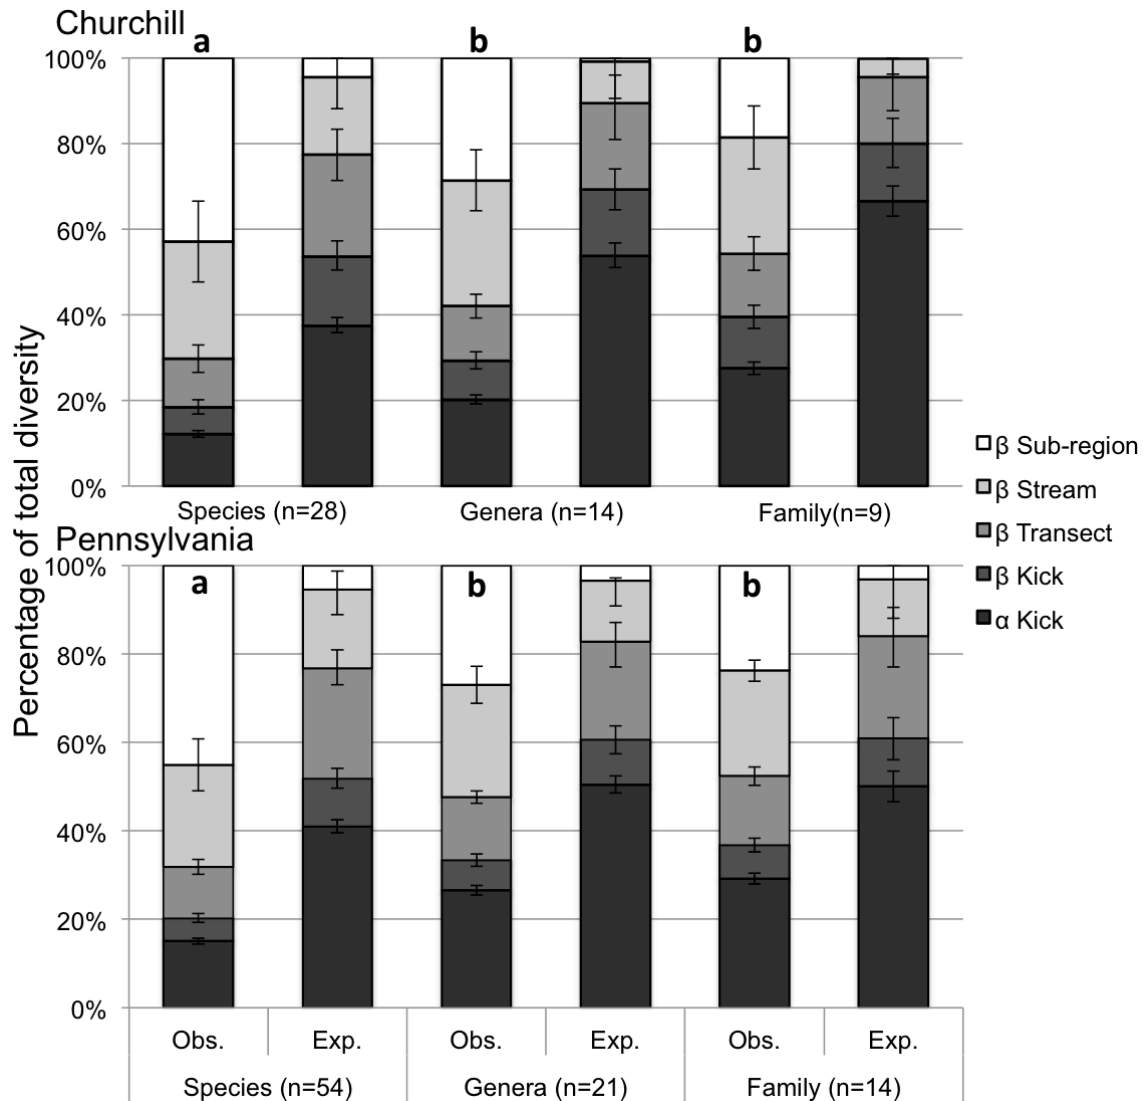 Churchill
a b b
100%
80%
60%
40%
20%
0%
Species (n=28) Genera (n=14) Family(n=9)
Percentage of total diversity
β Sub-region
β Stream
β Transect
β Kick
α Kick
Pennsylvania
a b b
100%
80%
60%
40%
20%
0%
Obs. Exp. Obs. Exp. Obs. Exp.
Species (n=54) Genera (n=21) Family (n=14)